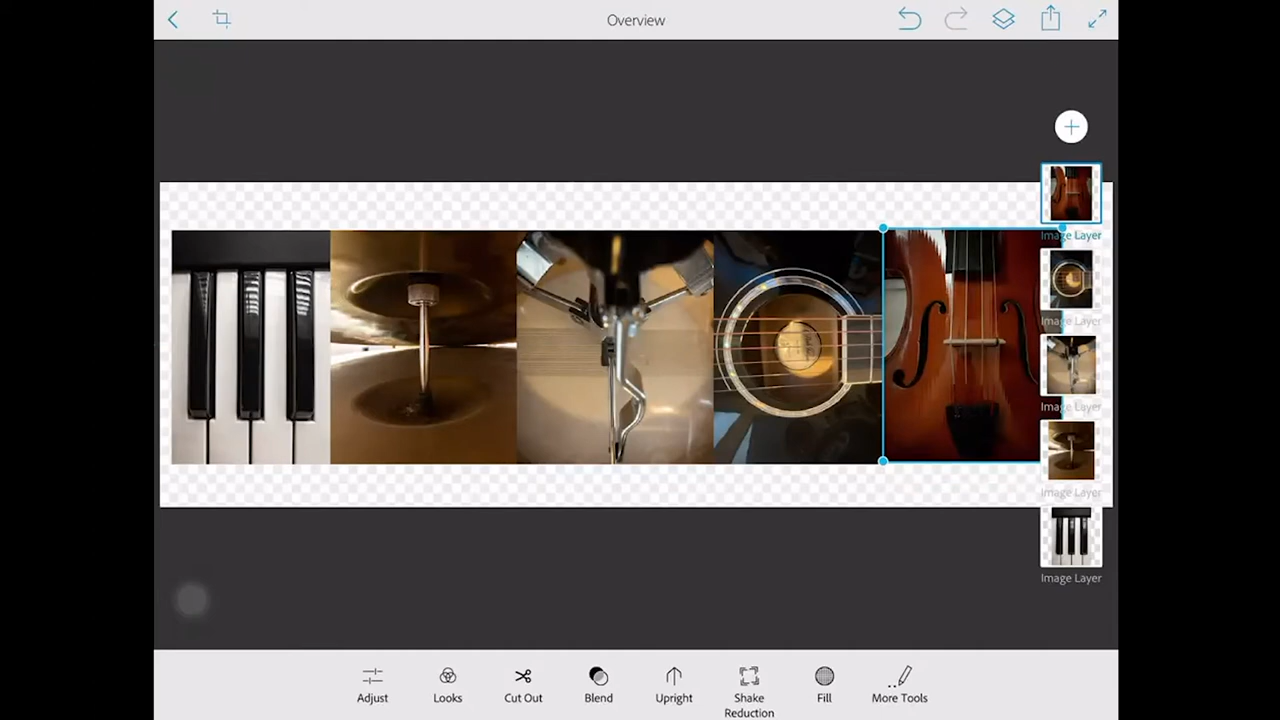 Overview
Image Layer
Image Layer
Image Layer
Image Layer
Image Layer
Adjust
Looks
Cut Out
Blend
Upright
Shake
Reduction
Fill
More Tools